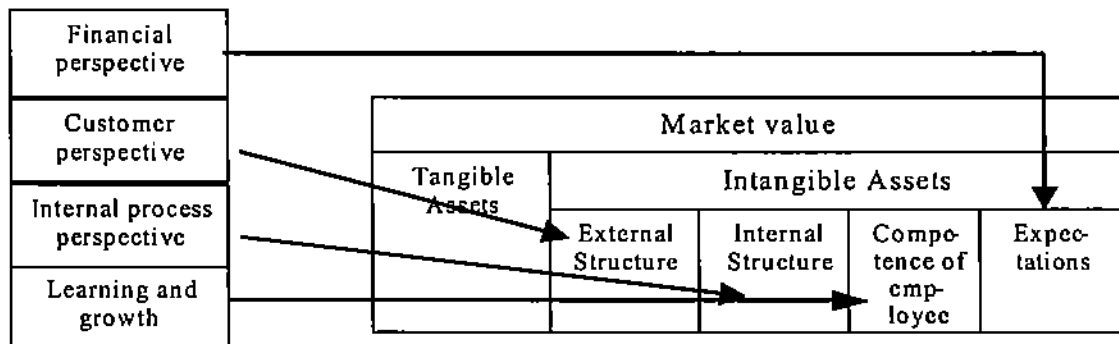 Financial
perspective
Customer
perspective
Internal process
perspective
Learning and
growth
Market value
Tangible
Assets
Intangible Assets
External
Structure
Internal
Structure
Compe-
tence of
emp-
loyee
Expec-
tations